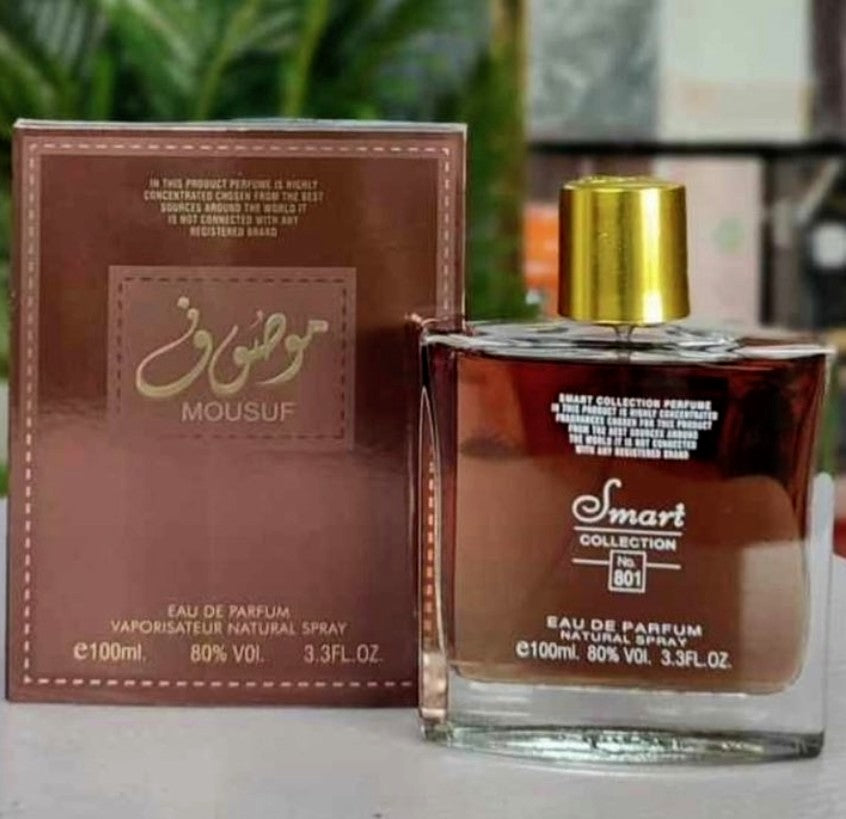 IN THIS PRODUCT PERFUME IS HIGHLY
CONCENTRATED CHOSEN FROM THE BEST
SOURCES AROUND THE WORLD IT
IS NOT CONNECTED WITH ANY
REGISTERED BRAND
موصوف
MOUSUF
EAU DE PARFUM
VAPORISATEUR NATURAL SPRAY
e100ml. 80% VOl. 3.3FL.OZ.
SMART COLLECTION PERFUME
IN THIS PRODUCT IS HIGHLY CONCENTRATED
FRAGRANCES CHOSEN FOR THIS PRODUCT
FROM THE BEST SOURCES AROUND
THE WORLD IT IS NOT CONNECTED
WITH ANY REGISTERED BRAND
Smart
COLLECTION
No.
801
EAU DE PARFUM
NATURAL SPRAY
e100ml. 80% VOl. 3.3FL.OZ.